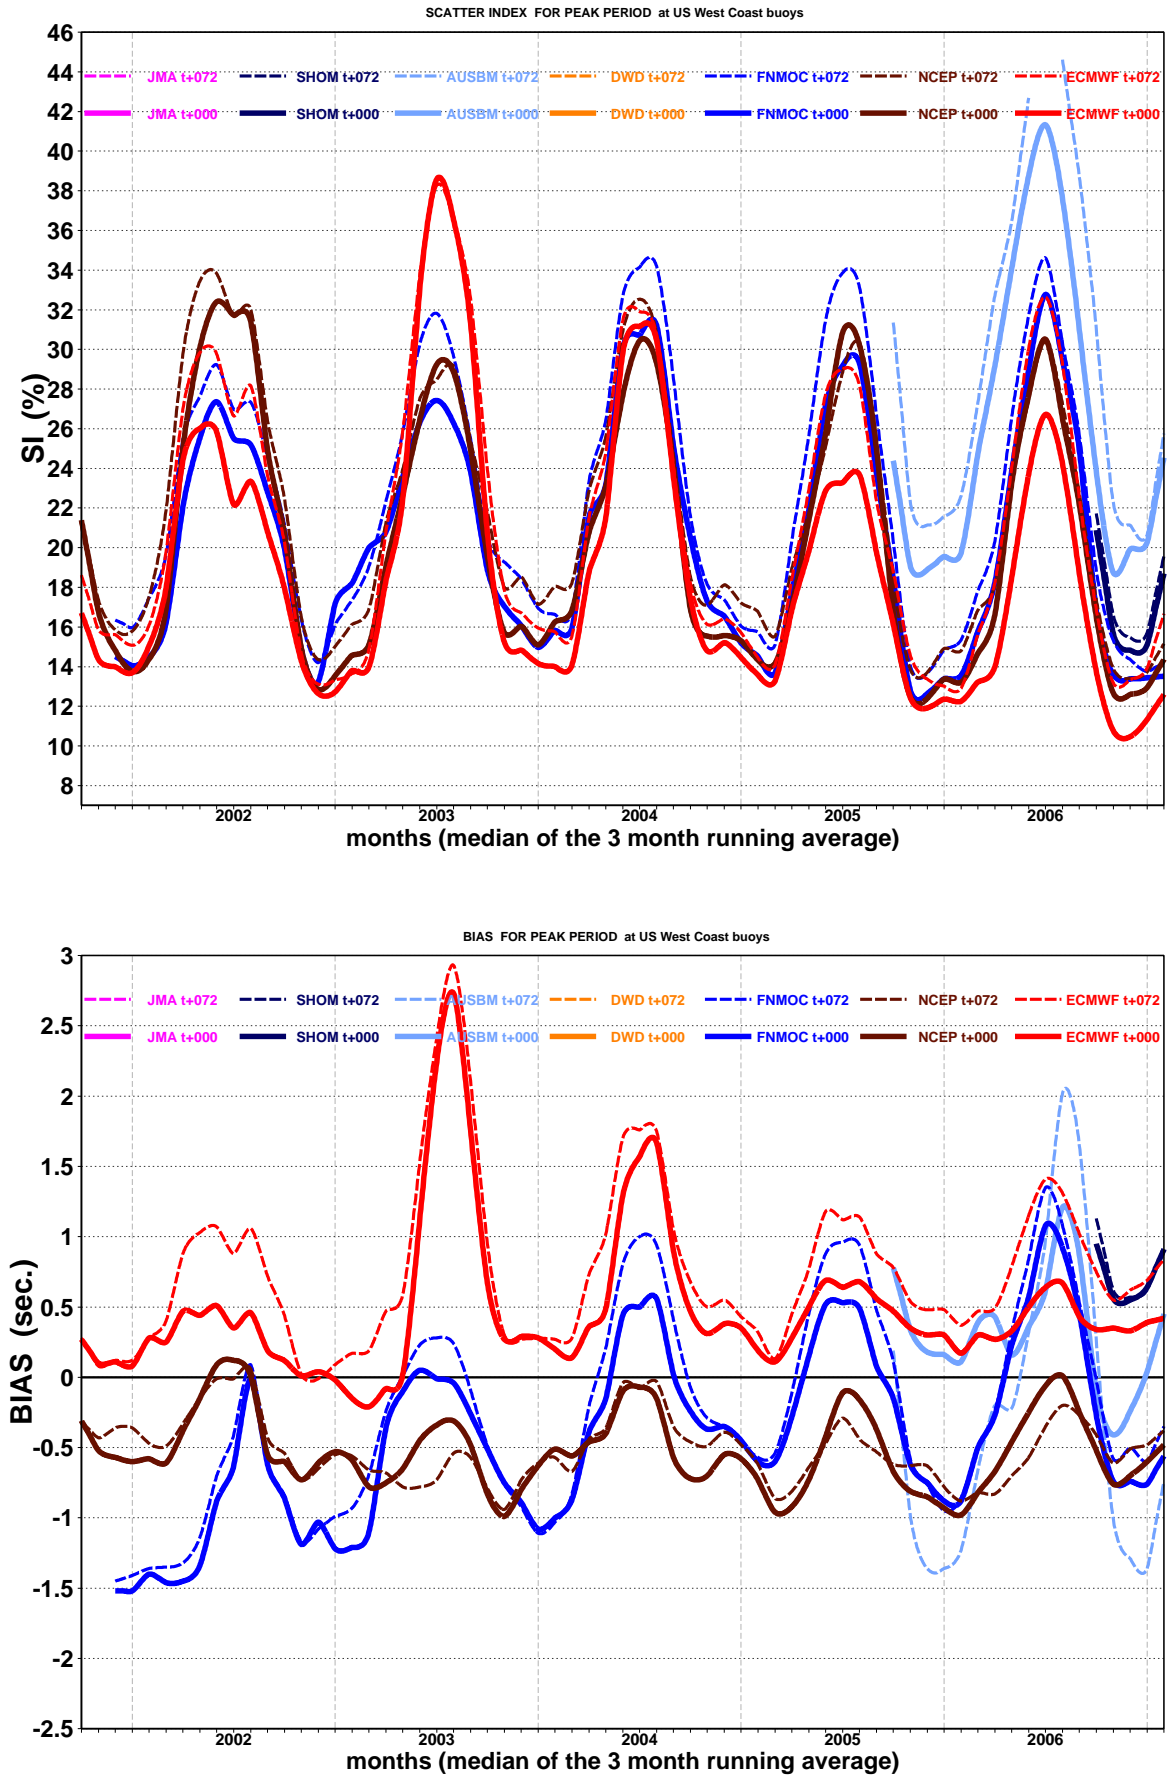 SCATTER INDEX FOR PEAK PERIOD at US West Coast buoys
46
44
42
40
38
36
34
32
30
28
26
24
22
20
18
16
14
12
10
8
SI (%)
JMA t+072 SHOM t+072 AUSBM t+072 DWD t+072 FNMOC t+072 NCEP t+072 ECMWF t+072
JMA t+000 SHOM t+000 AUSBM t+000 DWD t+000 FNMOC t+000 NCEP t+000 ECMWF t+000
2002 2003 2004 2005 2006
months (median of the 3 month running average)
BIAS FOR PEAK PERIOD at US West Coast buoys
3
2.5
2
1.5
1
0.5
0
-0.5
-1
-1.5
-2
-2.5
BIAS (sec.)
JMA t+072 SHOM t+072 AUSBM t+072 DWD t+072 FNMOC t+072 NCEP t+072 ECMWF t+072
JMA t+000 SHOM t+000 AUSBM t+000 DWD t+000 FNMOC t+000 NCEP t+000 ECMWF t+000
2002 2003 2004 2005 2006
months (median of the 3 month running average)